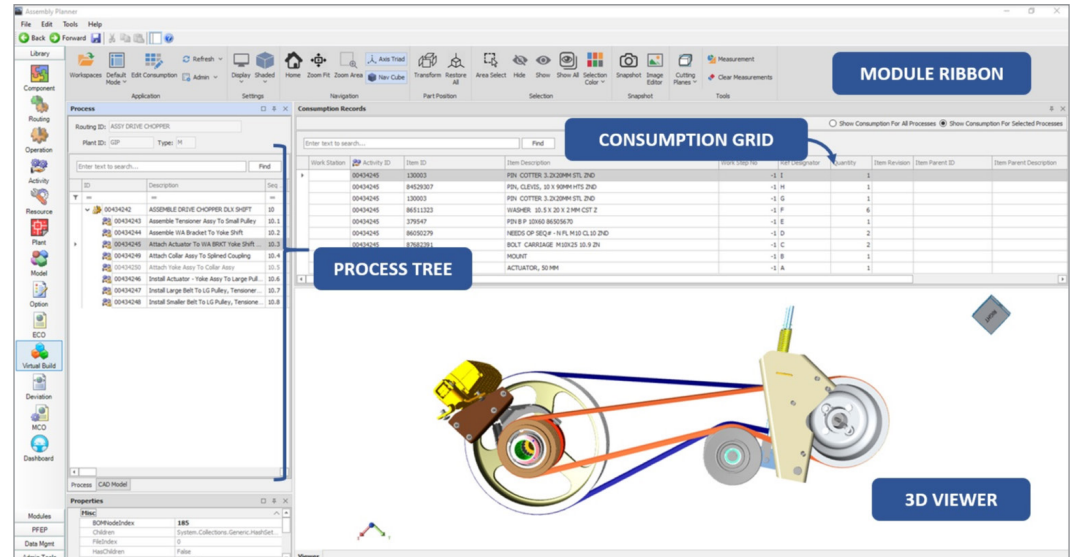 Assembly Planner
File Edit Tools Help
Back Forward
Library
Component
Routing
Operation
Activity
Resource
Plant
Model
Option
ECO
Virtual Build
Deviation
MCO
Dashboard
Modules
PFEP
Data Mgmt
Admin Tools
Workspaces Default Mode Edit Consumption Refresh Admin
Application
Display Shaded
Settings
Home Zoom Fit Zoom Area Axis Triad Nav Cube
Navigation
Transform Restore All
Part Position
Area Select Hide Show Show All Selection Color
Selection
Snapshot Image Editor
Snapshot
Cutting Planes Measurement Clear Measurements
Tools
MODULE RIBBON
Process
Routing ID: ASSY DRIVE CHOPPER
Plant ID: GIP Type: M
Enter text to search... Find
ID Description Seq
00434242 ASSEMBLE DRIVE CHOPPER DLX SHIFT 10
00434243 Assemble Tensioner Assy To Small Pulley 10.1
00434244 Assemble WA Bracket To Yoke Shift 10.2
00434245 Attach Actuator To WA BRKT Yoke Shift ... 10.3
00434249 Attach Collar Assy To Splined Coupling 10.4
00434250 Attach Yoke Assy To Collar Assy 10.5
00434246 Install Actuator - Yoke Assy To Large Pull... 10.6
00434247 Install Large Belt To LG Pulley, Tensioner... 10.7
00434248 Install Smaller Belt To LG Pulley, Tensione... 10.8
PROCESS TREE
Process CAD Model
Properties
Misc
BOMNodeIndex 185
Children System.Collections.Generic.HashSet...
FileIndex 0
HasChildren False
Consumption Records
Show Consumption For All Processes Show Consumption For Selected Processes
Enter text to search... Find
CONSUMPTION GRID
Work Station Activity ID Item ID Item Description Work Step No Ref Designator Quantity Item Revision Item Parent ID Item Parent Description
00434245 130003 PIN COTTER 3.2X20MM STL ZND -1 I 1
00434245 84529307 PIN, CLEVIS, 10 X 90MM HTS ZND -1 H 1
00434245 130003 PIN COTTER 3.2X20MM STL ZND -1 G 1
00434245 86511323 WASHER 10.5 X 20 X 2 MM CST Z -1 F 6
00434245 379547 PIN B P 10X60 86505670 -1 E 1
00434245 86050279 NEEDS OP SEQ# - N FL M10 CL 10 ZND -1 D 2
00434245 87682391 BOLT CARRIAGE M10X25 10.9 ZN -1 C 2
MOUNT -1 B 1
ACTUATOR, 50 MM -1 A 1
3D VIEWER
Viewer